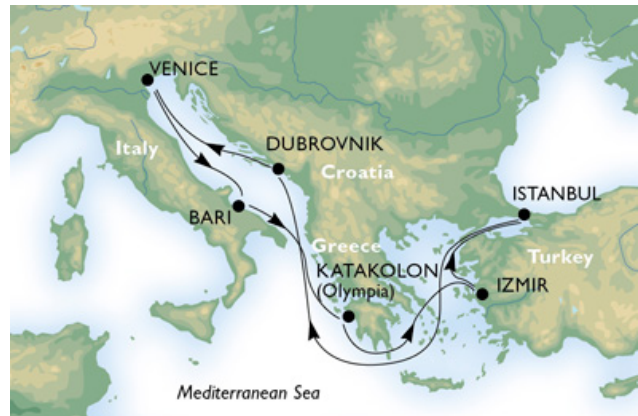 VENICE
DUBROVNIK
Italy
Croatia
ISTANBUL
BARI
Greece
Turkey
KATAKOLON
(Olympia)
IZMIR
Mediterranean Sea